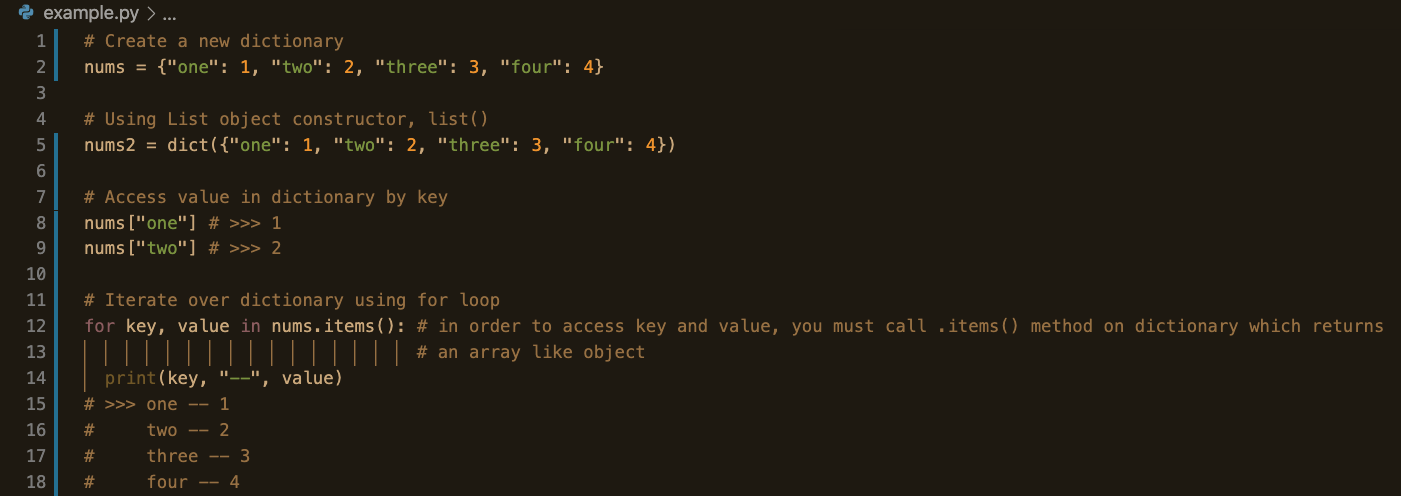 example.py > ...
1 # Create a new dictionary
2 nums = {"one": 1, "two": 2, "three": 3, "four": 4}
3
4 # Using List object constructor, list()
5 nums2 = dict({"one": 1, "two": 2, "three": 3, "four": 4})
6
7 # Access value in dictionary by key
8 nums["one"] # >>> 1
9 nums["two"] # >>> 2
10
11 # Iterate over dictionary using for loop
12 for key, value in nums.items(): # in order to access key and value, you must call .items() method on dictionary which returns
13 # an array like object
14 print(key, "--", value)
15 # >>> one -- 1
16 #     two -- 2
17 #     three -- 3
18 #     four -- 4